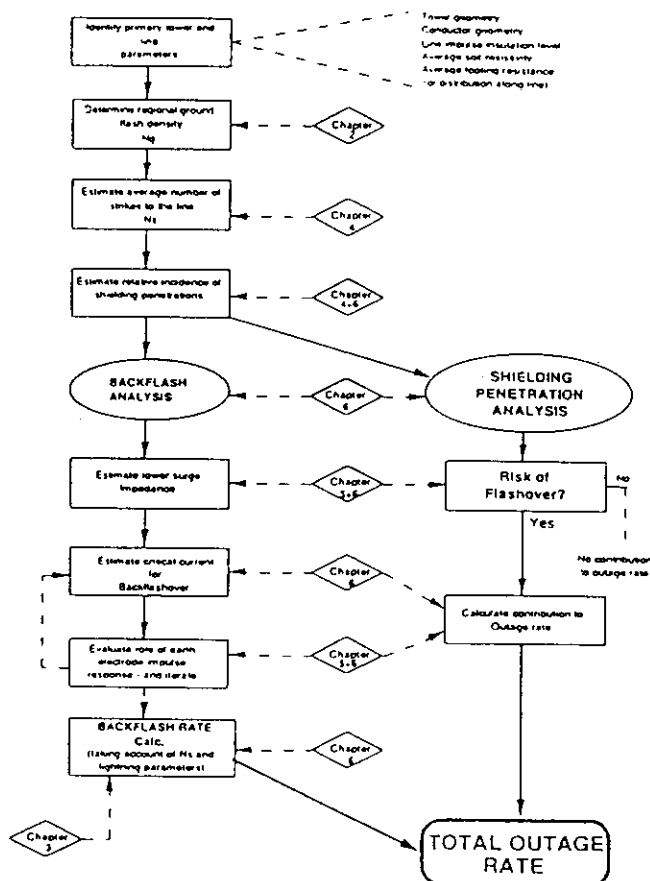 Identify primary tower and
line
parameters
Tower geometry
Conductor geometry
Line impulse insulation level
Average soil resistivity
Average footing resistance
(or distribution along line)
Determine regional ground
flash density
Ng
Chapter
2
Estimate average number of
strikes to the line
Ns
Chapter
4
Estimate relative incidence of
shielding penetrations
Chapter
4+6
BACKFLASH
ANALYSIS
Chapter
6
SHIELDING
PENETRATION
ANALYSIS
Estimate tower surge
Impedance
Chapter
5+6
Risk of
Flashover?
No
Yes
No contribution
to outage rate
Estimate critical current
for
Backflashover
Chapter
6
Calculate contribution to
Outage rate
Evaluate role of earth
electrode impulse
response - and iterate
Chapter
5+6
BACKFLASH RATE
Calc.
(taking account of Ns and
lightning parameters)
Chapter
6
Chapter
3
TOTAL OUTAGE
RATE